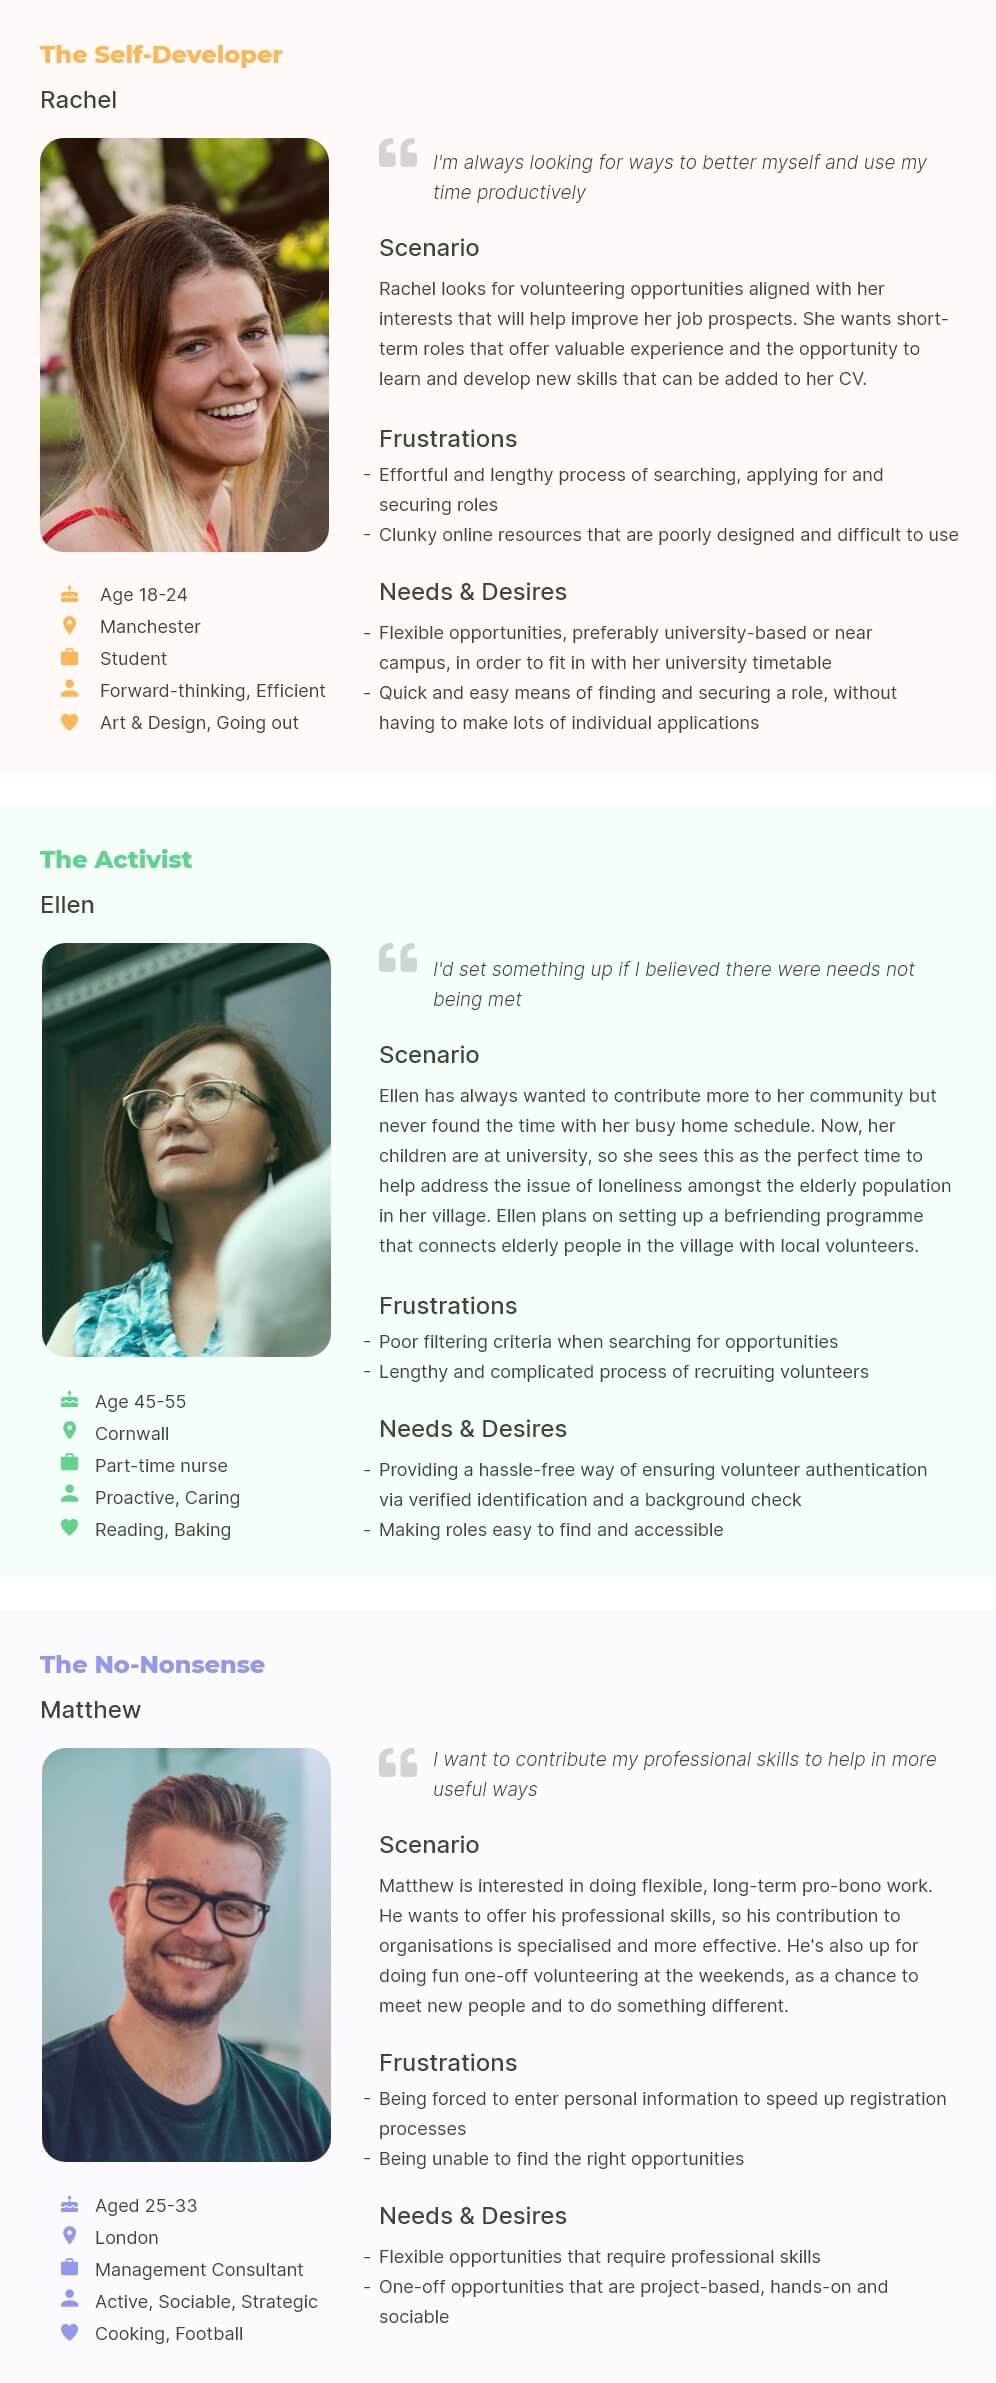 The Self-Developer
Rachel
I'm always looking for ways to better myself and use my
time productively
Scenario
Rachel looks for volunteering opportunities aligned with her
interests that will help improve her job prospects. She wants short-
term roles that offer valuable experience and the opportunity to
learn and develop new skills that can be added to her CV.
Frustrations
- Effortful and lengthy process of searching, applying for and
securing roles
- Clunky online resources that are poorly designed and difficult to use
Needs & Desires
- Flexible opportunities, preferably university-based or near
campus, in order to fit in with her university timetable
- Quick and easy means of finding and securing a role, without
having to make lots of individual applications
Age 18-24
Manchester
Student
Forward-thinking, Efficient
Art & Design, Going out
The Activist
Ellen
I'd set something up if I believed there were needs not
being met
Scenario
Ellen has always wanted to contribute more to her community but
never found the time with her busy home schedule. Now, her
children are at university, so she sees this as the perfect time to
help address the issue of loneliness amongst the elderly population
in her village. Ellen plans on setting up a befriending programme
that connects elderly people in the village with local volunteers.
Frustrations
- Poor filtering criteria when searching for opportunities
- Lengthy and complicated process of recruiting volunteers
Needs & Desires
- Providing a hassle-free way of ensuring volunteer authentication
via verified identification and a background check
- Making roles easy to find and accessible
Age 45-55
Cornwall
Part-time nurse
Proactive, Caring
Reading, Baking
The No-Nonsense
Matthew
I want to contribute my professional skills to help in more
useful ways
Scenario
Matthew is interested in doing flexible, long-term pro-bono work.
He wants to offer his professional skills, so his contribution to
organisations is specialised and more effective. He's also up for
doing fun one-off volunteering at the weekends, as a chance to
meet new people and to do something different.
Frustrations
- Being forced to enter personal information to speed up registration
processes
- Being unable to find the right opportunities
Needs & Desires
- Flexible opportunities that require professional skills
- One-off opportunities that are project-based, hands-on and
sociable
Aged 25-33
London
Management Consultant
Active, Sociable, Strategic
Cooking, Football